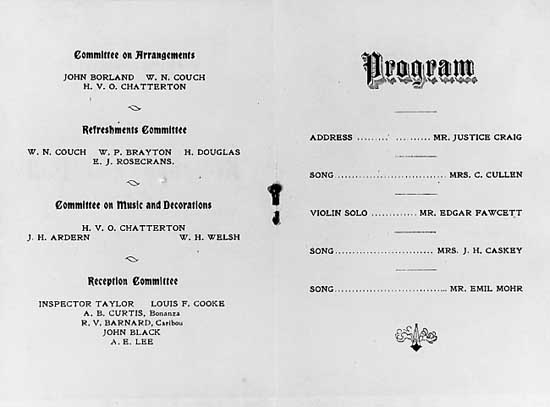 Committee on Arrangements
JOHN BORLAND W. N. COUCH
H. V. O. CHATTERTON
Refreshments Committee
W. N. COUCH W. P. BRAYTON H. DOUGLAS
E. J. ROSECRANS.
Committee on Music and Decorations
H. V. O. CHATTERTON
J. H. ARDERN W. H. WELSH
Reception Committee
INSPECTOR TAYLOR LOUIS F. COOKE
A. B. CURTIS, Bonanza
R. V. BARNARD, Caribou
JOHN BLACK
A. E. LEE
Program
ADDRESS ......... .. .......... MR. JUSTICE CRAIG
SONG .............................. MRS. C. CULLEN
VIOLIN SOLO ............ MR. EDGAR FAWCETT
SONG ............................ MRS. J. H. CASKEY
SONG .............................. MR. EMIL MOHR